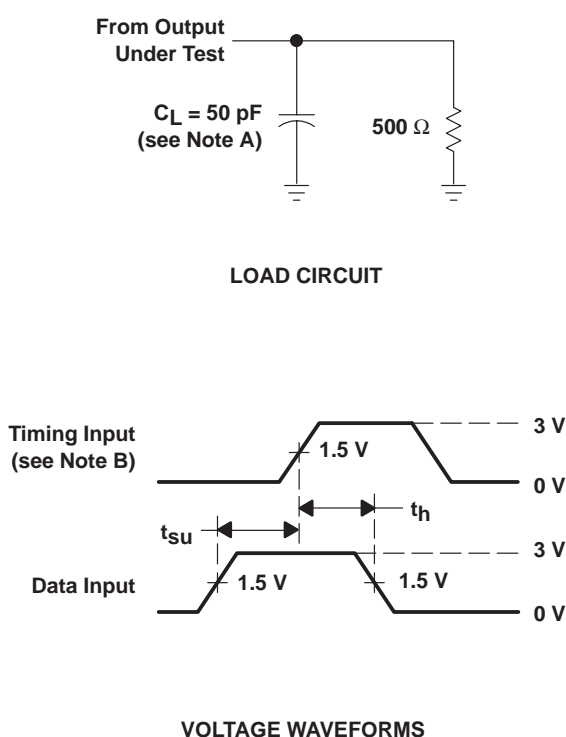 From Output
Under Test
CL = 50 pF
(see Note A)
500 Ω
LOAD CIRCUIT
Timing Input
(see Note B)
1.5 V
3 V
0 V
th
tsu
Data Input
1.5 V
1.5 V
3 V
0 V
VOLTAGE WAVEFORMS